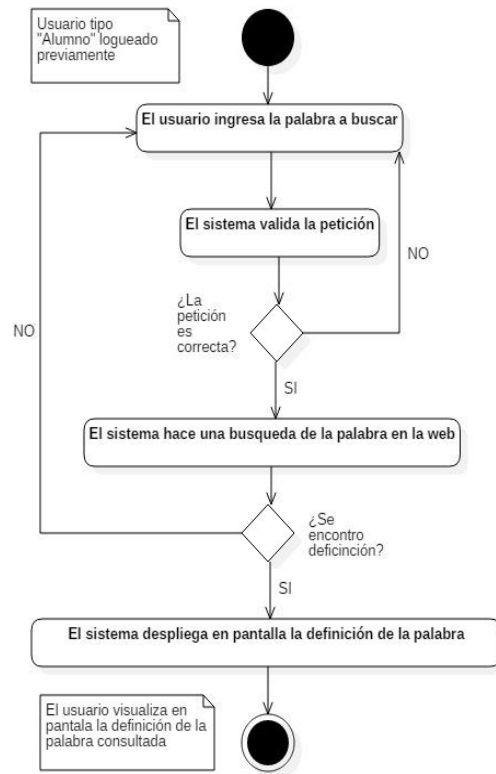 Usuario tipo
"Alumno" logueado
previamente
El usuario ingresa la palabra a buscar
El sistema valida la petición
NO
¿La
petición
es
correcta?
NO
SI
El sistema hace una busqueda de la palabra en la web
¿Se
encontro
deficinción?
SI
El sistema despliega en pantalla la definición de la palabra
El usuario visualiza en
pantala la definición de la
palabra consultada